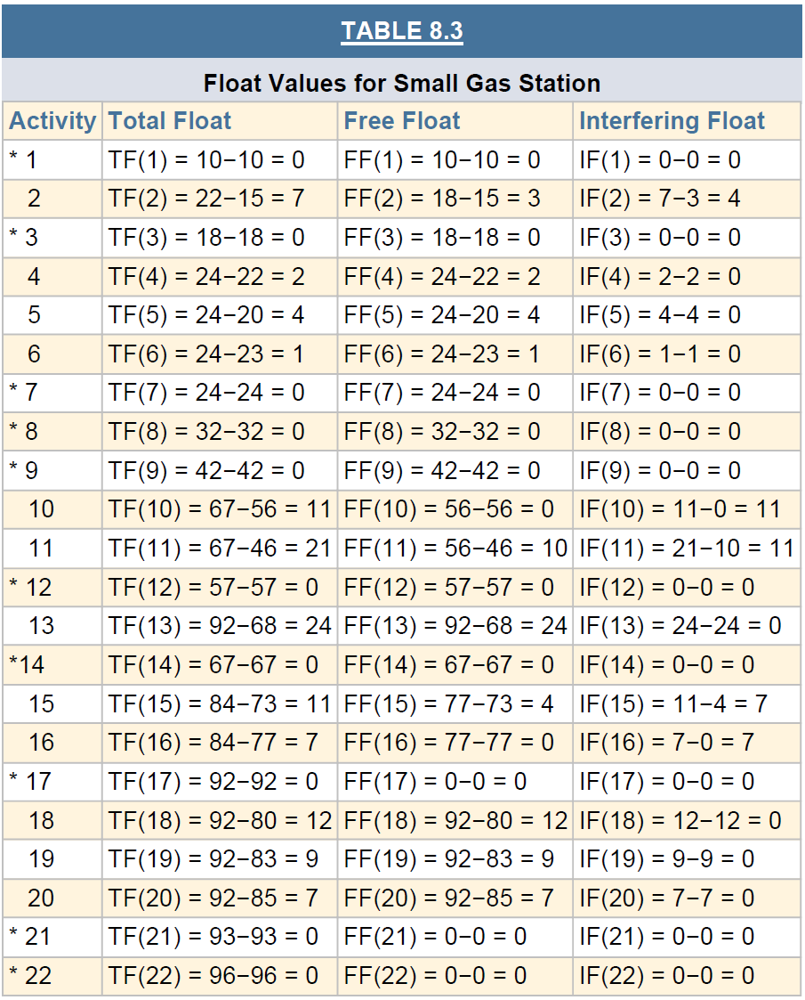 TABLE 8.3
Float Values for Small Gas Station
Activity Total Float Free Float Interfering Float
* 1 TF(1) = 10−10 = 0 FF(1) = 10−10 = 0 IF(1) = 0−0 = 0
2 TF(2) = 22−15 = 7 FF(2) = 18−15 = 3 IF(2) = 7−3 = 4
* 3 TF(3) = 18−18 = 0 FF(3) = 18−18 = 0 IF(3) = 0−0 = 0
4 TF(4) = 24−22 = 2 FF(4) = 24−22 = 2 IF(4) = 2−2 = 0
5 TF(5) = 24−20 = 4 FF(5) = 24−20 = 4 IF(5) = 4−4 = 0
6 TF(6) = 24−23 = 1 FF(6) = 24−23 = 1 IF(6) = 1−1 = 0
* 7 TF(7) = 24−24 = 0 FF(7) = 24−24 = 0 IF(7) = 0−0 = 0
* 8 TF(8) = 32−32 = 0 FF(8) = 32−32 = 0 IF(8) = 0−0 = 0
* 9 TF(9) = 42−42 = 0 FF(9) = 42−42 = 0 IF(9) = 0−0 = 0
10 TF(10) = 67−56 = 11 FF(10) = 56−56 = 0 IF(10) = 11−0 = 11
11 TF(11) = 67−46 = 21 FF(11) = 56−46 = 10 IF(11) = 21−10 = 11
* 12 TF(12) = 57−57 = 0 FF(12) = 57−57 = 0 IF(12) = 0−0 = 0
13 TF(13) = 92−68 = 24 FF(13) = 92−68 = 24 IF(13) = 24−24 = 0
*14 TF(14) = 67−67 = 0 FF(14) = 67−67 = 0 IF(14) = 0−0 = 0
15 TF(15) = 84−73 = 11 FF(15) = 77−73 = 4 IF(15) = 11−4 = 7
16 TF(16) = 84−77 = 7 FF(16) = 77−77 = 0 IF(16) = 7−0 = 7
* 17 TF(17) = 92−92 = 0 FF(17) = 0−0 = 0 IF(17) = 0−0 = 0
18 TF(18) = 92−80 = 12 FF(18) = 92−80 = 12 IF(18) = 12−12 = 0
19 TF(19) = 92−83 = 9 FF(19) = 92−83 = 9 IF(19) = 9−9 = 0
20 TF(20) = 92−85 = 7 FF(20) = 92−85 = 7 IF(20) = 7−7 = 0
* 21 TF(21) = 93−93 = 0 FF(21) = 0−0 = 0 IF(21) = 0−0 = 0
* 22 TF(22) = 96−96 = 0 FF(22) = 0−0 = 0 IF(22) = 0−0 = 0